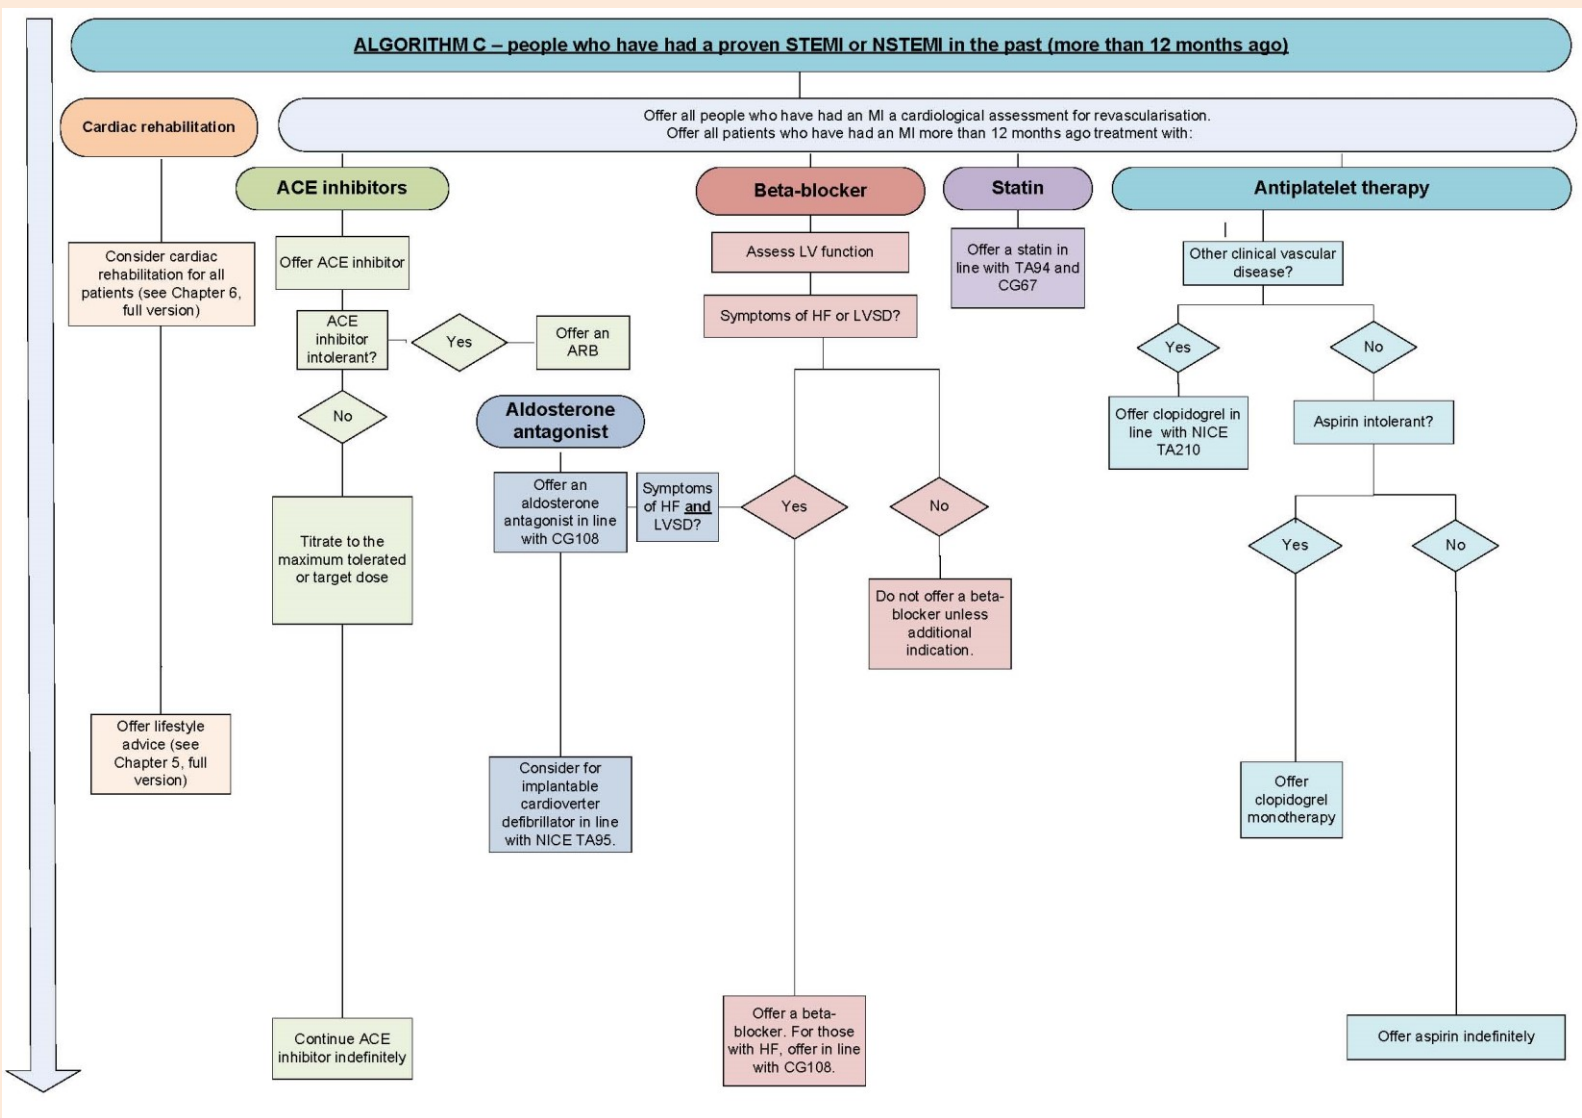 ALGORITHM C – people who have had a proven STEMI or NSTEMI in the past (more than 12 months ago)
Cardiac rehabilitation
Offer all people who have had an MI a cardiological assessment for revascularisation.
Offer all patients who have had an MI more than 12 months ago treatment with:
ACE inhibitors
Beta-blocker
Statin
Antiplatelet therapy
Consider cardiac
rehabilitation for all
patients (see Chapter 6,
full version)
Offer lifestyle
advice (see
Chapter 5, full
version)
Offer ACE inhibitor
ACE
inhibitor
intolerant?
Yes
Offer an
ARB
No
Titrate to the
maximum tolerated
or target dose
Continue ACE
inhibitor indefinitely
Aldosterone
antagonist
Offer an
aldosterone
antagonist in line
with CG108
Symptoms
of HF and
LVSD?
Consider for
implantable
cardioverter
defibrillator in line
with NICE TA95.
Assess LV function
Symptoms of HF or LVSD?
Yes
No
Do not offer a beta-
blocker unless
additional
indication.
Offer a beta-
blocker. For those
with HF, offer in line
with CG108.
Offer a statin in
line with TA94 and
CG67
Other clinical vascular
disease?
Yes
No
Offer clopidogrel in
line with NICE
TA210
Aspirin intolerant?
Yes
No
Offer
clopidogrel
monotherapy
Offer aspirin indefinitely